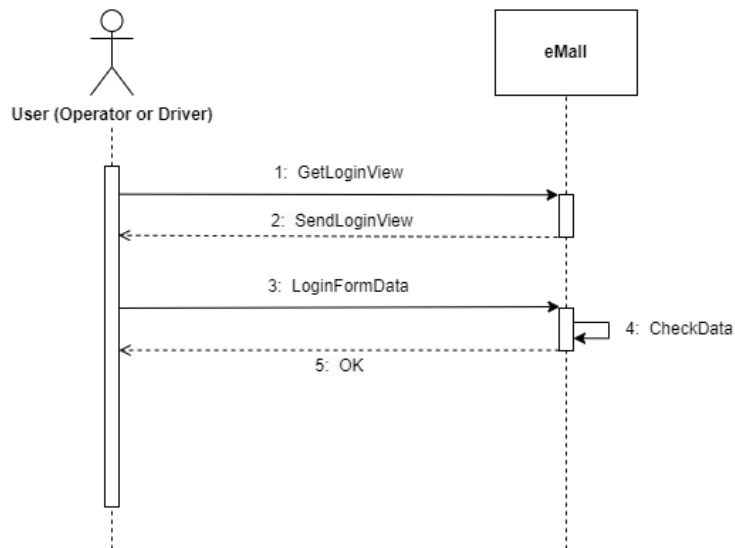 eMall
User (Operator or Driver)
1: GetLoginView
2: SendLoginView
3: LoginFormData
4: CheckData
5: OK